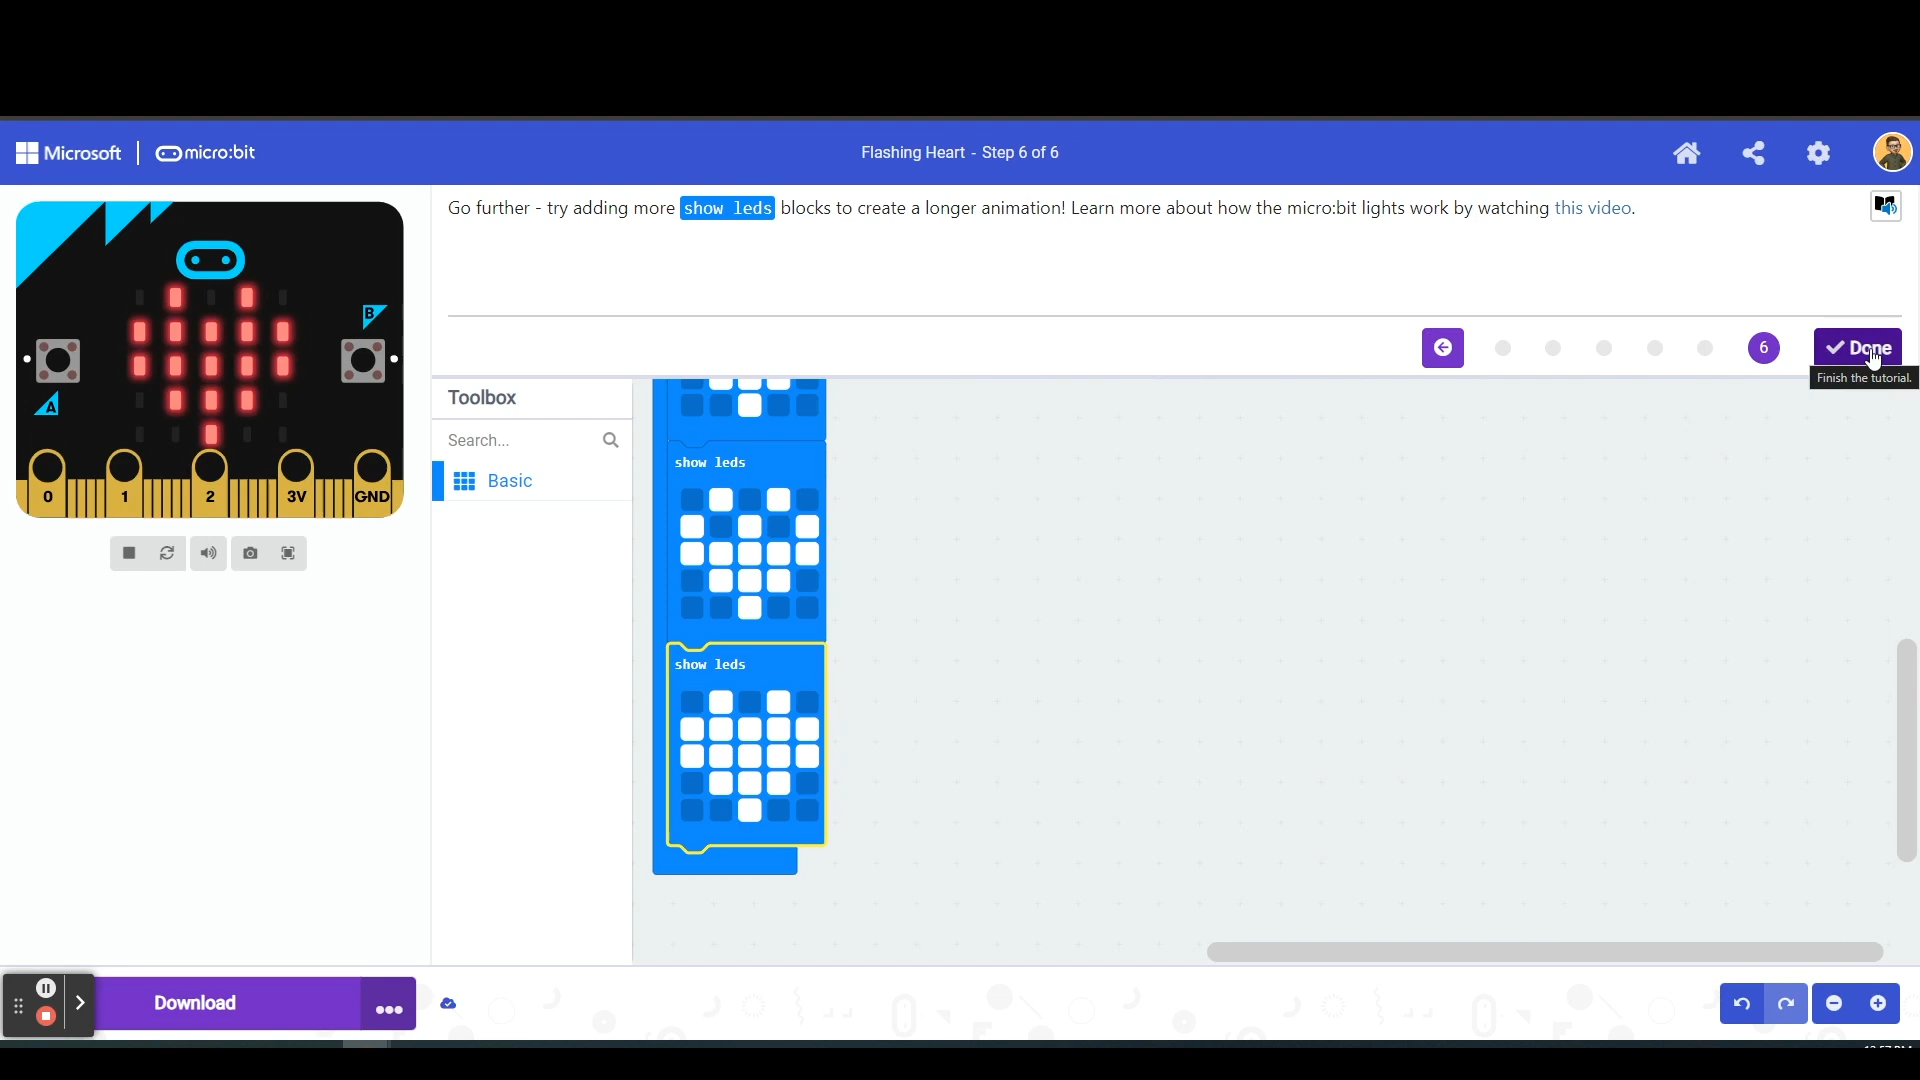 Microsoft micro:bit
Flashing Heart - Step 6 of 6
Go further - try adding more show leds blocks to create a longer animation! Learn more about how the micro:bit lights work by watching this video.
6
Done
Finish the tutorial.
B
A
0 1 2 3V GND
Toolbox
Search...
Basic
show leds
show leds
Download